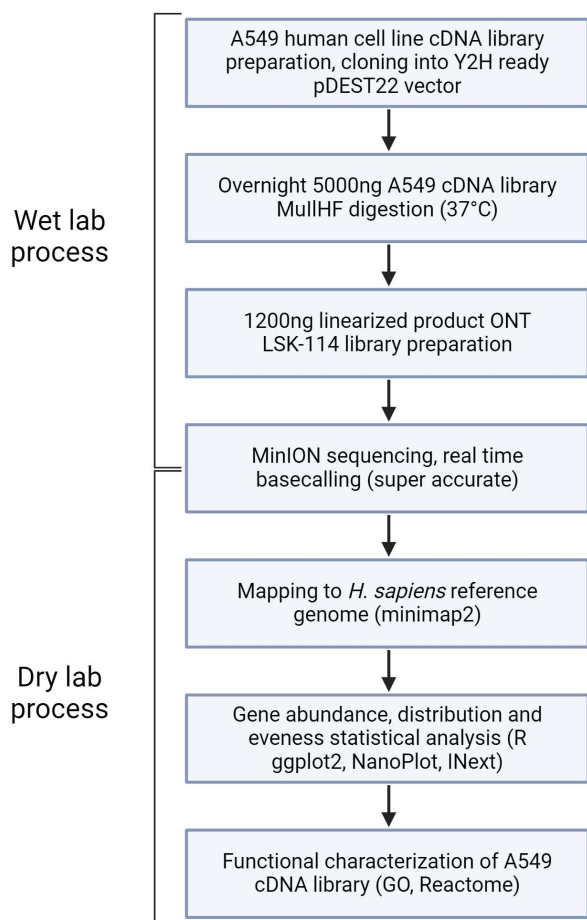 A549 human cell line cDNA library
preparation, cloning into Y2H ready
pDEST22 vector
Overnight 5000ng A549 cDNA library
MulIHF digestion (37°C)
Wet lab
process
1200ng linearized product ONT
LSK-114 library preparation
MinION sequencing, real time
basecalling (super accurate)
Mapping to H. sapiens reference
genome (minimap2)
Dry lab
process
Gene abundance, distribution and
eveness statistical analysis (R
ggplot2, NanoPlot, INext)
Functional characterization of A549
cDNA library (GO, Reactome)